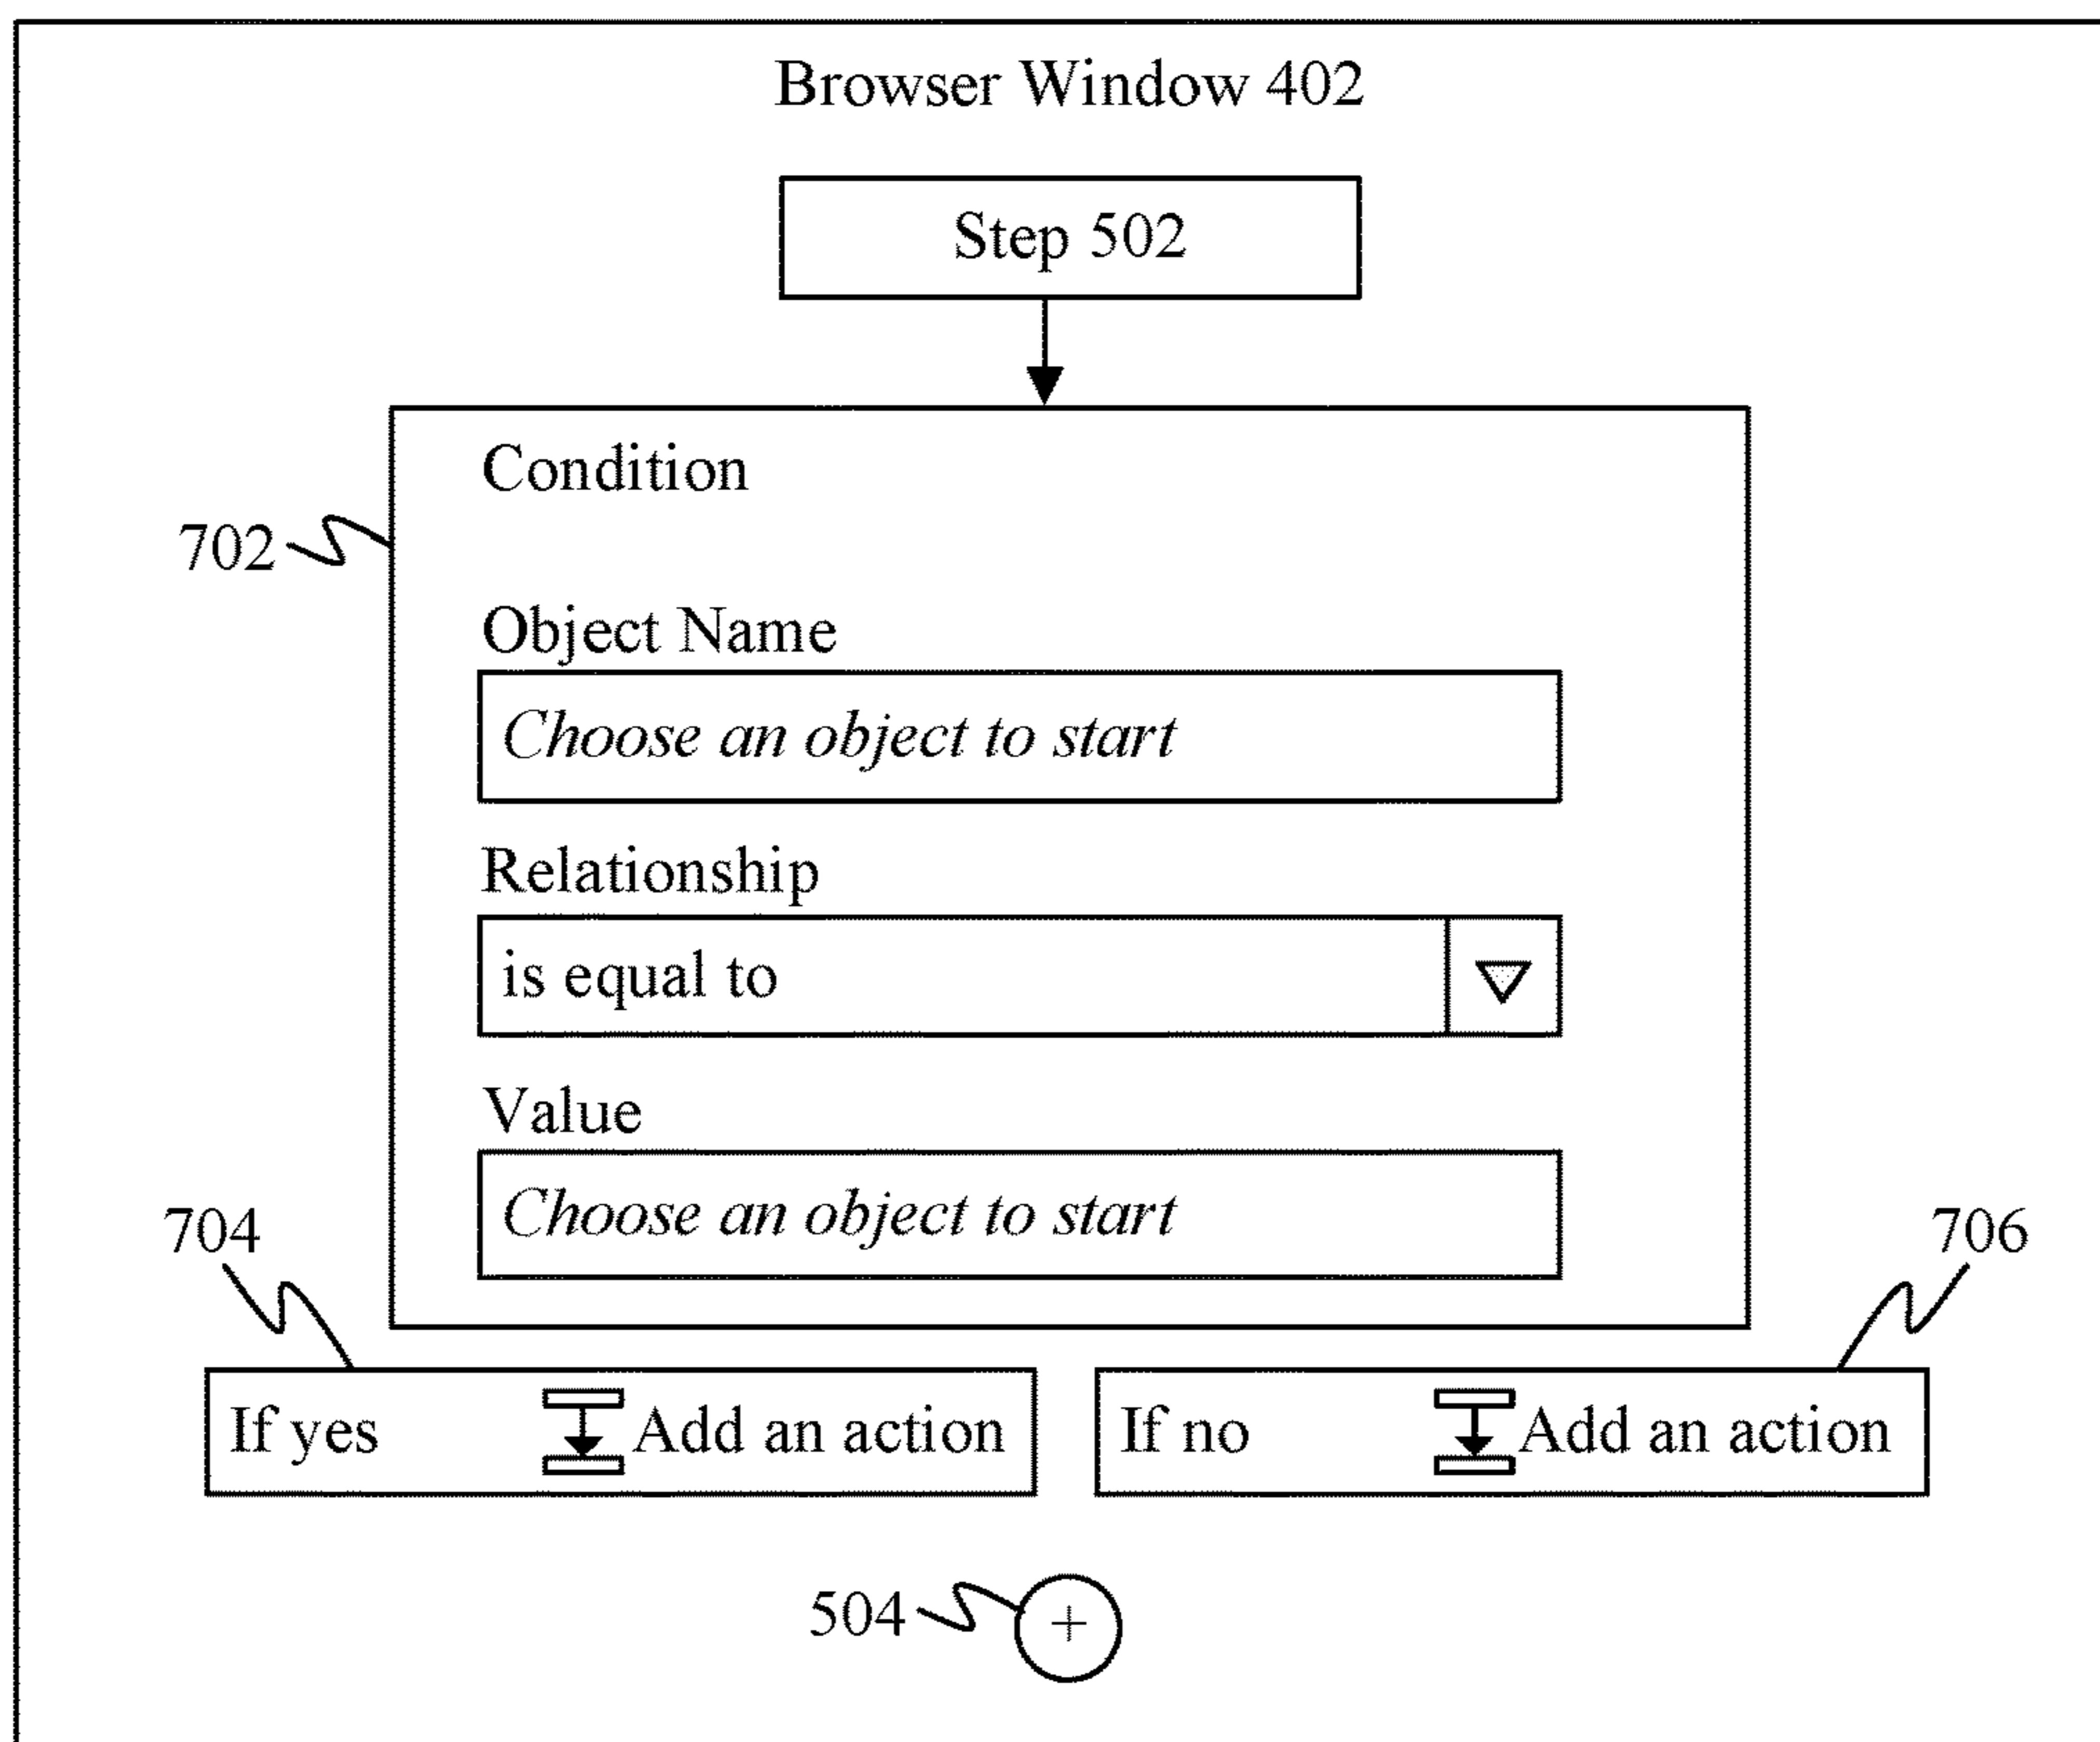 Browser Window 402
Step 502
Condition
702
Object Name
Choose an object to start
Relationship
is equal to
Value
Choose an object to start
704
706
If yes Add an action
If no Add an action
504
+